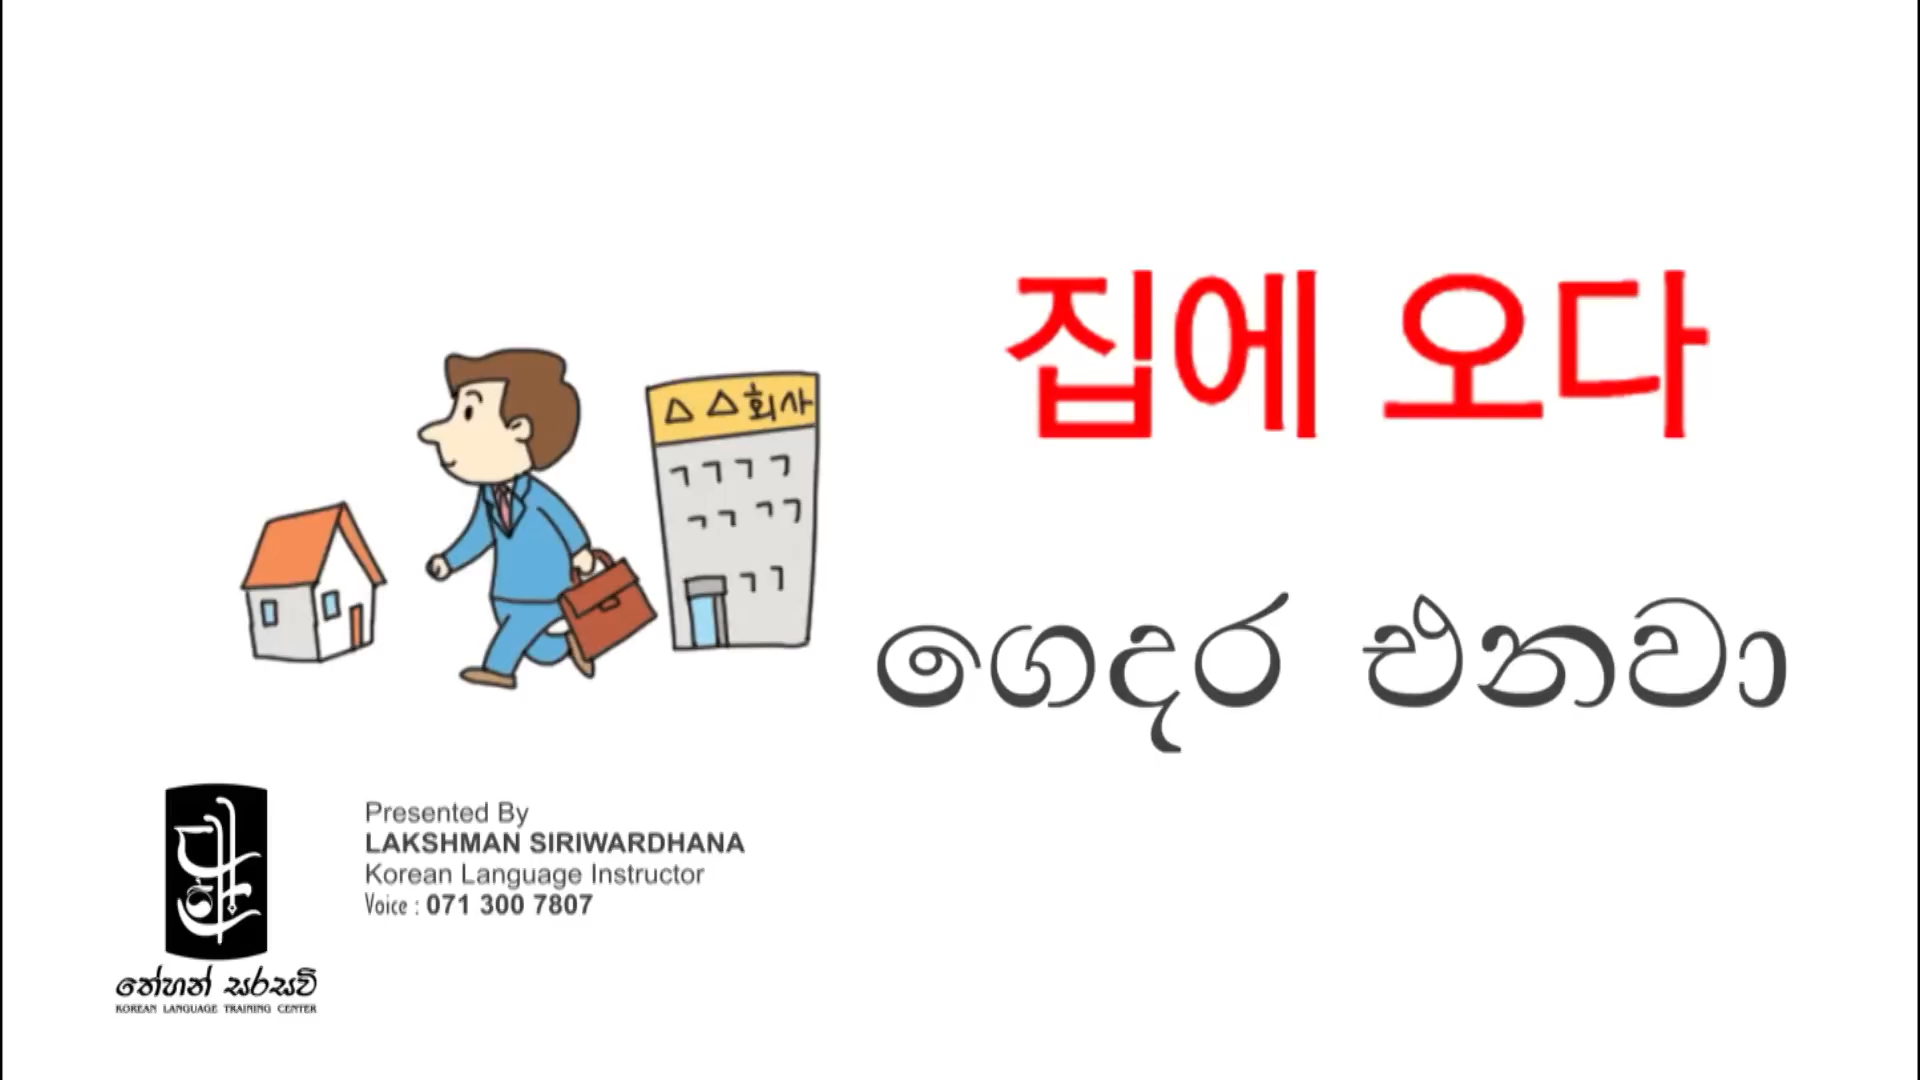 집에 오다
△ △회사
ගෙදර එනවා
Presented By
LAKSHMAN SIRIWARDHANA
Korean Language Instructor
Voice : 071 300 7807
තේහන් සරසවි
KOREAN LANGUAGE TRAINING CENTER